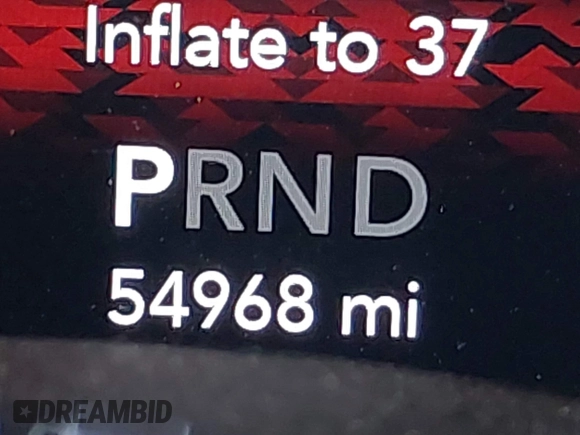 Inflate to 37
PRND
54968 mi
DREAMBID